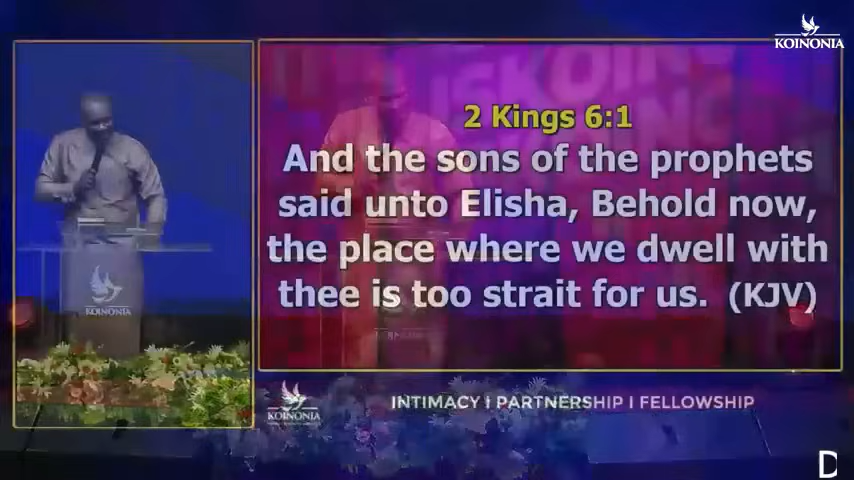 KOINONIA
2 Kings 6:1
And the sons of the prophets
said unto Elisha, Behold now,
the place where we dwell with
thee is too strait for us. (KJV)
KOINONIA
KOINONIA
INTIMACY I PARTNERSHIP I FELLOWSHIP
D